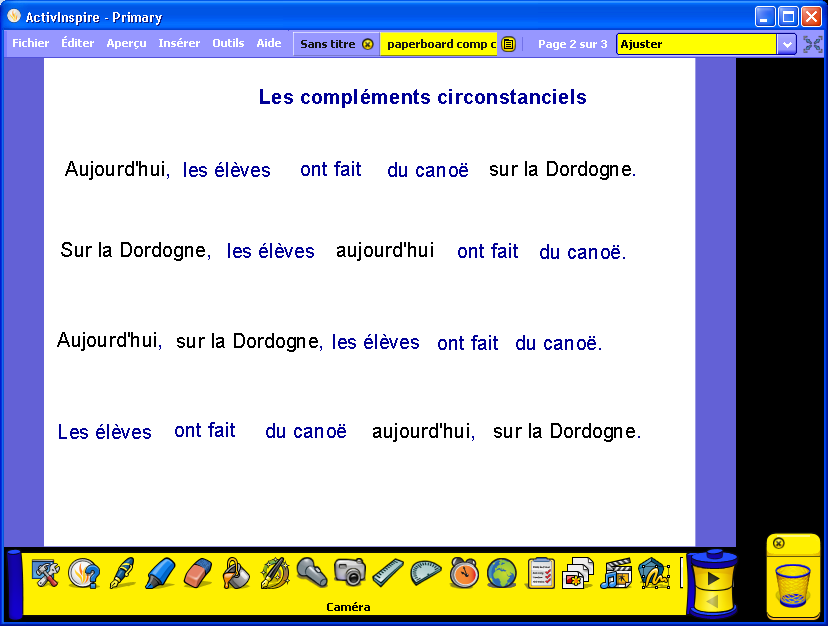 ActivInspire - Primary
Fichier Éditer Aperçu Insérer Outils Aide Sans titre paperboard comp c Page 2 sur 3 Ajuster
Les compléments circonstanciels
Aujourd'hui, les élèves ont fait du canoë sur la Dordogne.
Sur la Dordogne, les élèves aujourd'hui ont fait du canoë.
Aujourd'hui, sur la Dordogne, les élèves ont fait du canoë.
Les élèves ont fait du canoë aujourd'hui, sur la Dordogne.
Caméra